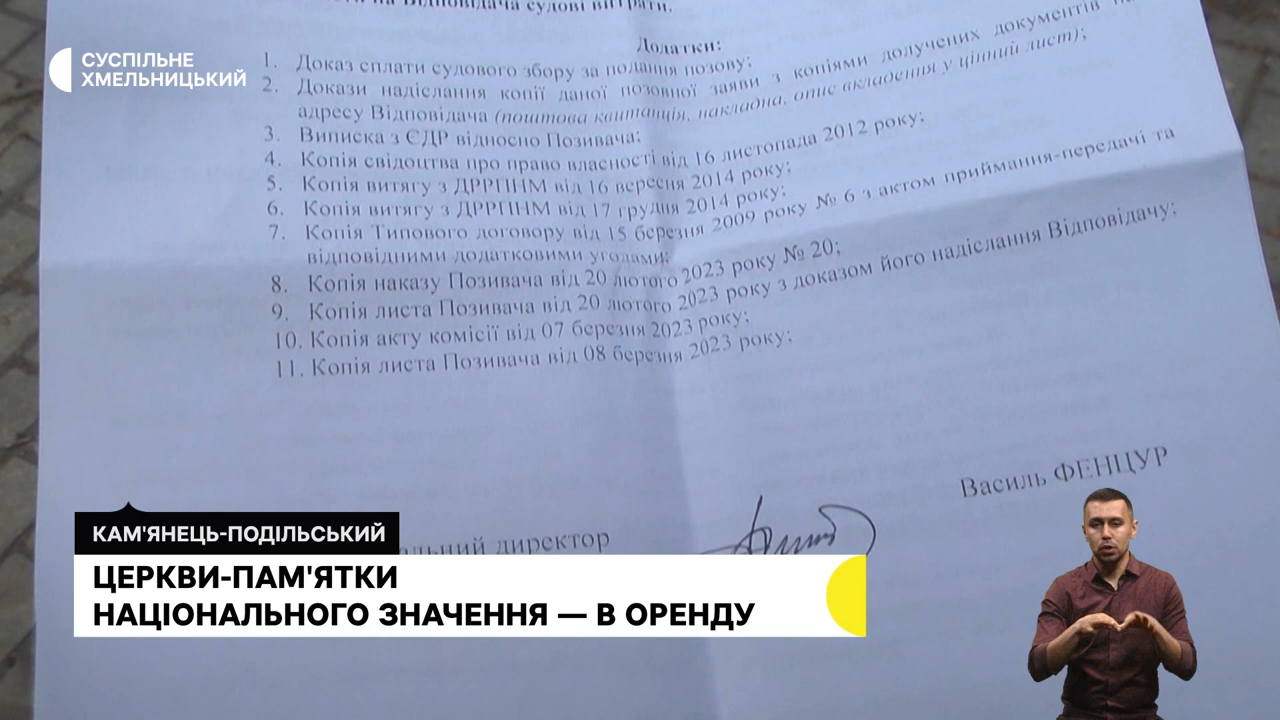 на Відповідача судові витрати.
СУСПІЛЬНЕ
ХМЕЛЬНИЦЬКИЙ
Додатки:
1. Доказ сплати судового збору за подання позову;
2. Докази надіслання копії даної позовної заяви з копіями долучених документів на
адресу Відповідача (поштова квитанція, накладна, опис вкладення у цінний лист);
3. Виписка з ЄДР відносно Позивача;
4. Копія свідоцтва про право власності від 16 листопада 2012 року;
5. Копія витягу з ДРРПНМ від 16 вересня 2014 року;
6. Копія витягу з ДРРПНМ від 17 грудня 2014 року;
7. Копія Типового договору від 15 березня 2009 року № 6 з актом приймання-передачі та
відповідними додатковими угодами;
8. Копія наказу Позивача від 20 лютого 2023 року № 20;
9. Копія листа Позивача від 20 лютого 2023 року з доказом його надіслання Відповідачу;
10. Копія акту комісії від 07 березня 2023 року;
11. Копія листа Позивача від 08 березня 2023 року;
Василь ФЕНЦУР
директор
КАМ'ЯНЕЦЬ-ПОДІЛЬСЬКИЙ
ЦЕРКВИ-ПАМ'ЯТКИ
НАЦІОНАЛЬНОГО ЗНАЧЕННЯ — В ОРЕНДУ